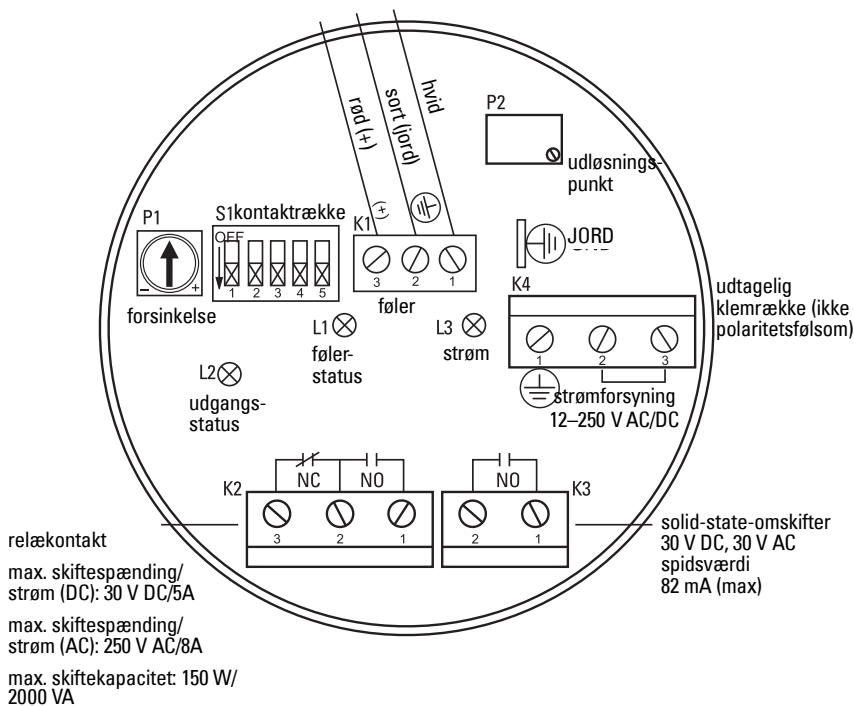 rød (+)
sort (jord)
hvid
P2
udløsnings-
punkt
P1
– +
forsinkelse
S1kontaktrække
OFF
1 2 3 4 5
K1
(+)
3 2 1
føler
JORD
K4
1 2 3
udtagelig
klemrække (ikke
polaritetsfølsom)
L1
føler-
status
L3
strøm
L2
udgangs-
status
strømforsyning
12–250 V AC/DC
K2
NC
NO
3 2 1
NO
K3
2 1
relækontakt
max. skiftespænding/
strøm (DC): 30 V DC/5A
max. skiftespænding/
strøm (AC): 250 V AC/8A
max. skiftekapacitet: 150 W/
2000 VA
solid-state-omskifter
30 V DC, 30 V AC
spidsværdi
82 mA (max)